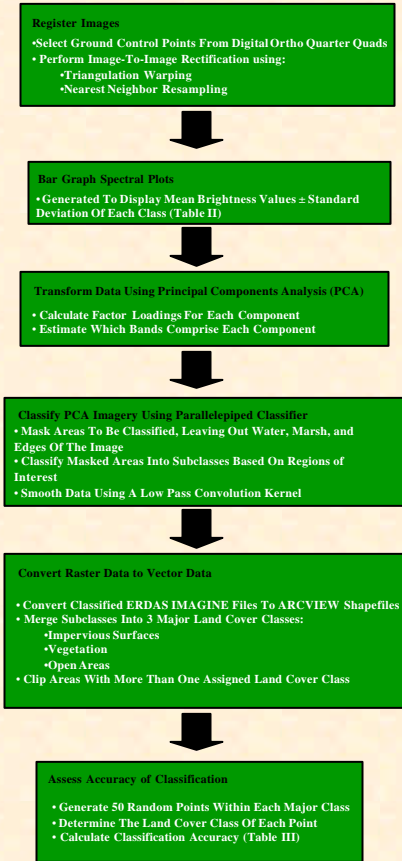 Register Images
•Select Ground Control Points From Digital Ortho Quarter Quads
• Perform Image-To-Image Rectification using:
•Triangulation Warping
•Nearest Neighbor Resampling
Bar Graph Spectral Plots
• Generated To Display Mean Brightness Values ± Standard
Deviation Of Each Class (Table II)
Transform Data Using Principal Components Analysis (PCA)
• Calculate Factor Loadings For Each Component
• Estimate Which Bands Comprise Each Component
Classify PCA Imagery Using Parallelepiped Classifier
• Mask Areas To Be Classified, Leaving Out Water, Marsh, and
Edges Of The Image
• Classify Masked Areas Into Subclasses Based On Regions of
Interest
• Smooth Data Using A Low Pass Convolution Kernel
Convert Raster Data to Vector Data
• Convert Classified ERDAS IMAGINE Files To ARCVIEW Shapefiles
• Merge Subclasses Into 3 Major Land Cover Classes:
•Impervious Surfaces
•Vegetation
•Open Areas
• Clip Areas With More Than One Assigned Land Cover Class
Assess Accuracy of Classification
• Generate 50 Random Points Within Each Major Class
• Determine The Land Cover Class Of Each Point
• Calculate Classification Accuracy (Table III)